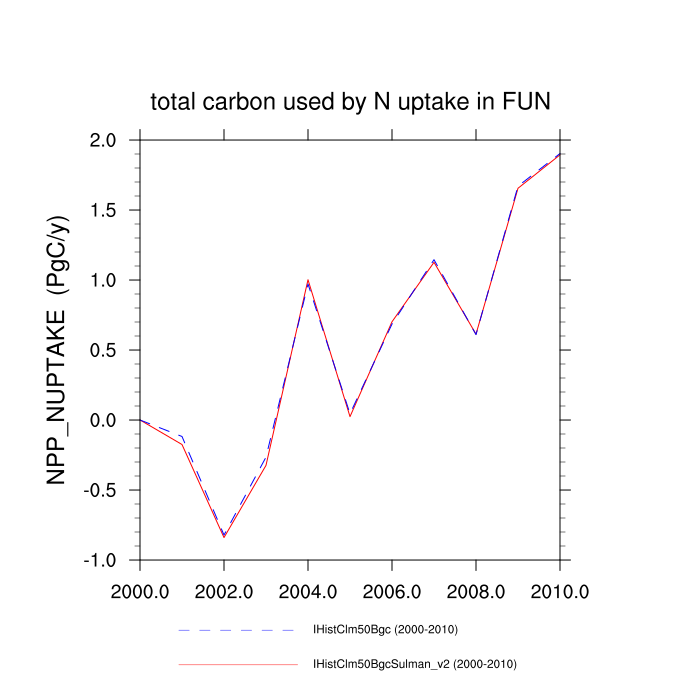 total carbon used by N uptake in FUN
NPP_NUPTAKE (PgC/y)
2.0
1.5
1.0
0.5
0.0
-0.5
-1.0
2000.0 2002.0 2004.0 2006.0 2008.0 2010.0
IHistClm50Bgc (2000-2010)
IHistClm50BgcSulman_v2 (2000-2010)